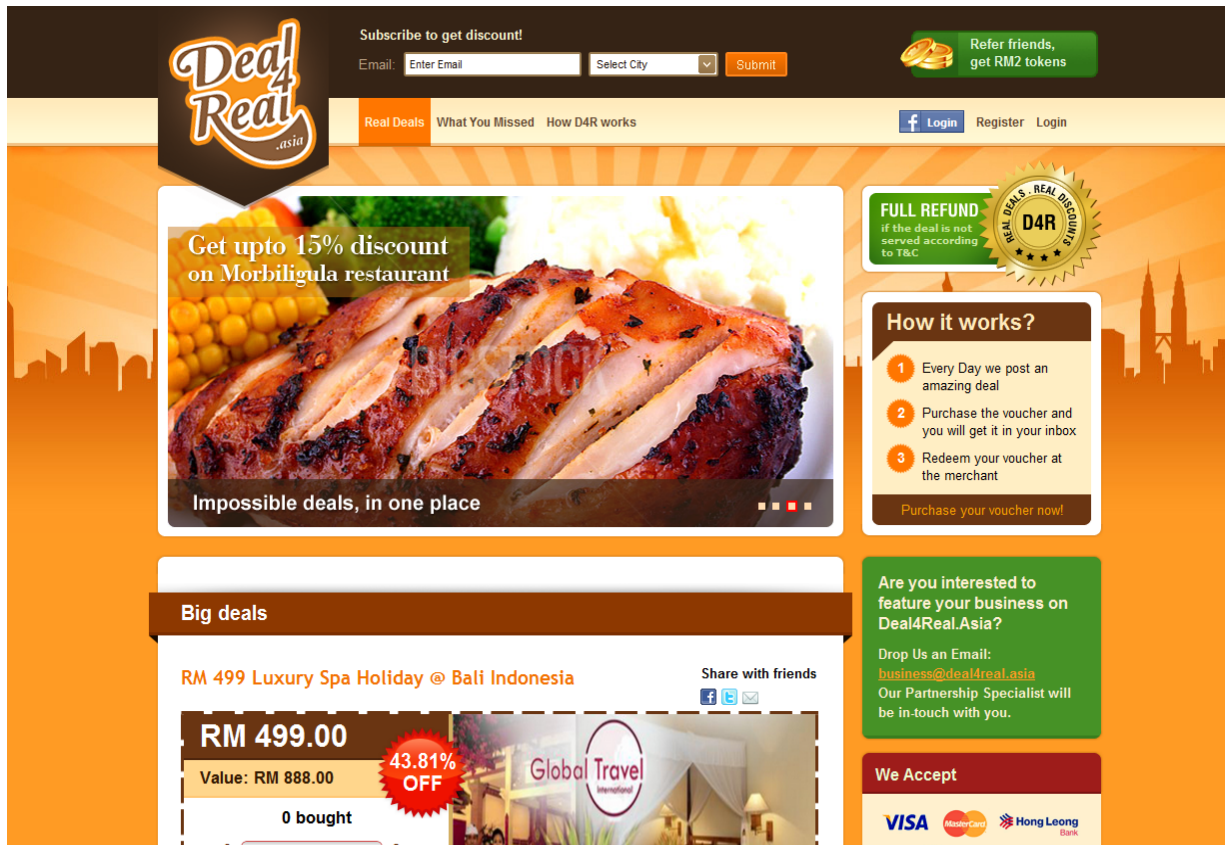 Deal
4
Real
.asia
Subscribe to get discount!
Email:
Enter Email
Select City
Submit
Refer friends,
get RM2 tokens
Real Deals
What You Missed
How D4R works
f Login
Register
Login
Get upto 15% discount
on Morbiligula restaurant
BIGSTOCK
Impossible deals, in one place
FULL REFUND
if the deal is not
served according
to T&C
REAL DEALS . REAL DISCOUNTS
D4R
How it works?
1
Every Day we post an
amazing deal
2
Purchase the voucher and
you will get it in your inbox
3
Redeem your voucher at
the merchant
Purchase your voucher now!
Big deals
RM 499 Luxury Spa Holiday @ Bali Indonesia
Share with friends
f t
RM 499.00
43.81%
OFF
Value: RM 888.00
0 bought
Global Travel
International
Are you interested to
feature your business on
Deal4Real.Asia?
Drop Us an Email:
business@deal4real.asia
Our Partnership Specialist will
be in-touch with you.
We Accept
VISA
MasterCard
Hong Leong
Bank